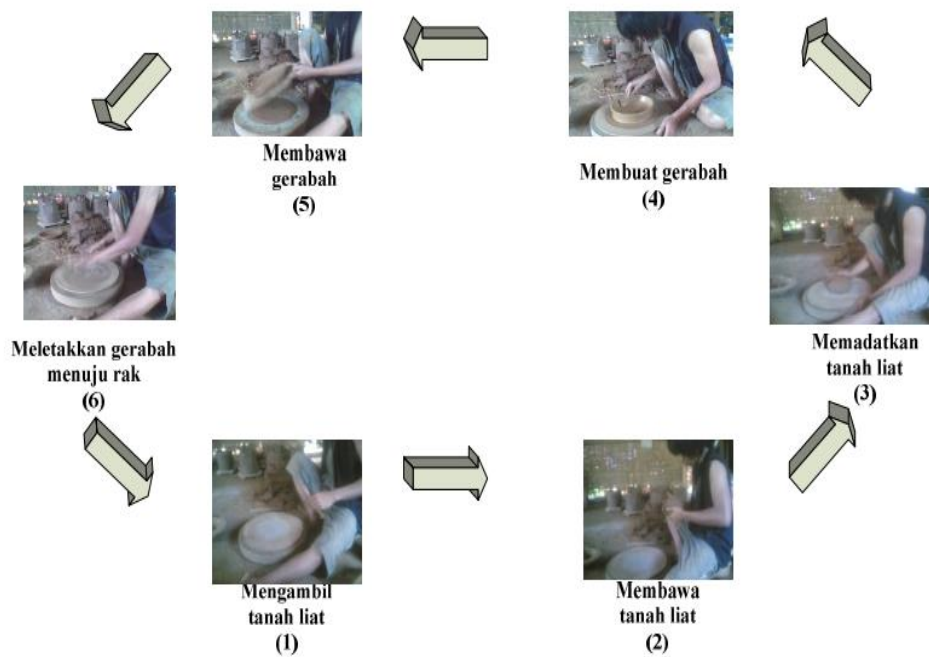 Membawa
gerabah
(5)
Membuat gerabah
(4)
Meletakkan gerabah
menuju rak
(6)
Memadatkan
tanah liat
(3)
Mengambil
tanah liat
(1)
Membawa
tanah liat
(2)